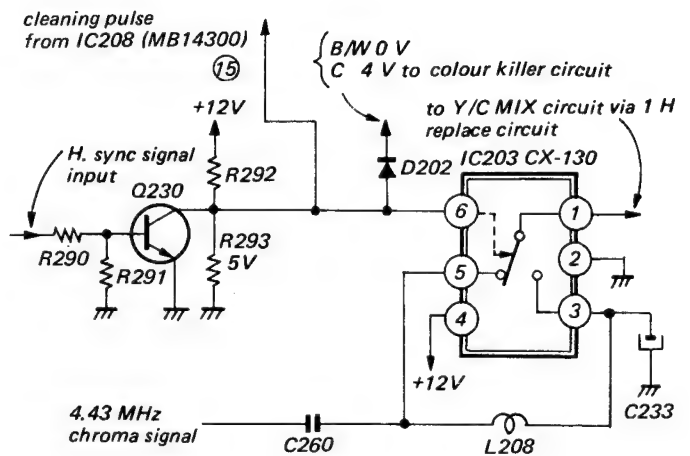 cleaning pulse
from IC208 (MB14300)
15
B/W 0 V
C 4 V to colour killer circuit
to Y/C MIX circuit via 1 H
replace circuit
+12V
H. sync signal
input
Q230
R292
D202
IC203 CX-130
6
1
R290
R291
R293
5V
5
2
4
3
+12V
C233
4.43 MHz
chroma signal
C260
L208